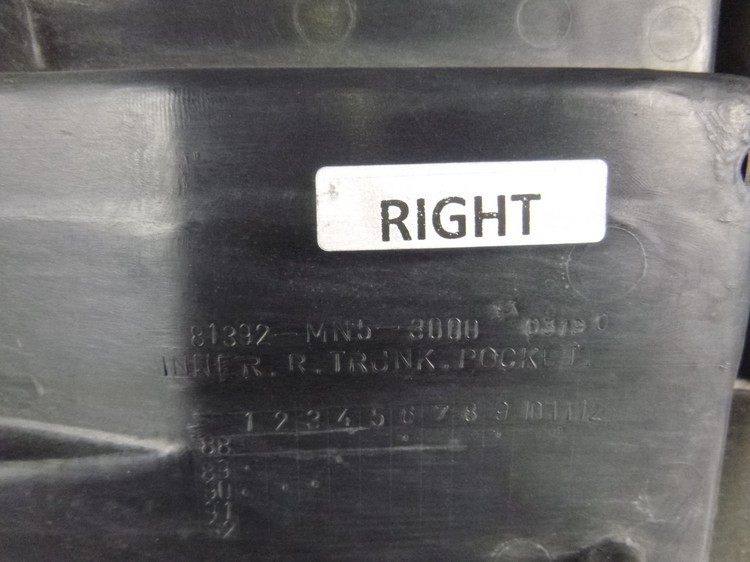 RIGHT
81392-MN5-3000
INNER. R. TRUNK. POCKET.
1 2 3 4 5 6 7 8 9 10 11 12
88
89
90
91